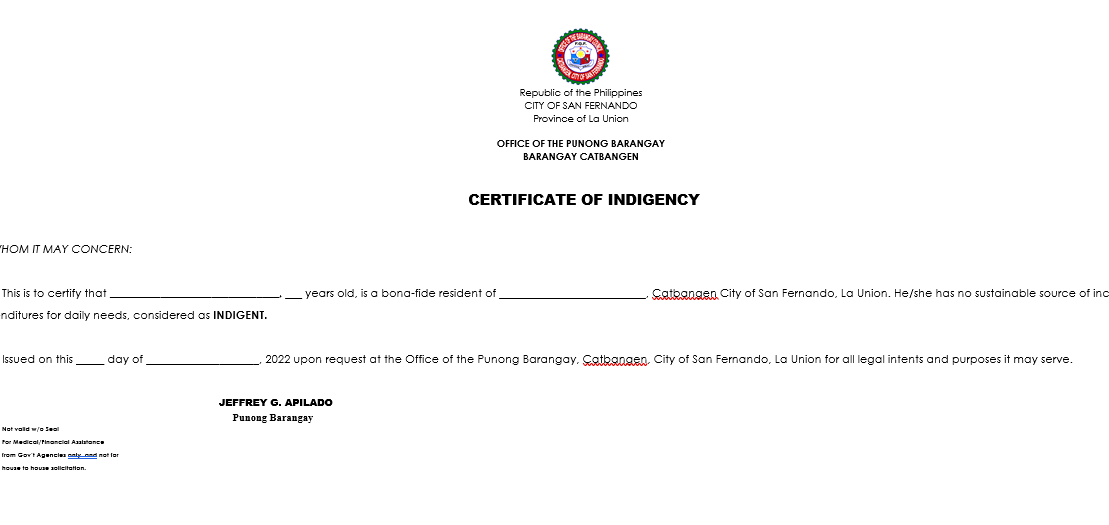 Republic of the Philippines
CITY OF SAN FERNANDO
Province of La Union
OFFICE OF THE PUNONG BARANGAY
BARANGAY CATBANGEN
CERTIFICATE OF INDIGENCY
HOM IT MAY CONCERN:
This is to certify that ______________________________, ___ years old, is a bona-fide resident of __________________________, Catbangen City of San Fernando, La Union. He/she has no sustainable source of inc
nditures for daily needs, considered as INDIGENT.
Issued on this _____ day of ____________________, 2022 upon request at the Office of the Punong Barangay, Catbangen, City of San Fernando, La Union for all legal intents and purposes it may serve.
JEFFREY G. APILADO
Punong Barangay
Not valid w/o Seal
For Medical/Financial Assistance
from Gov't Agencies only and not for
house to house solicitation.